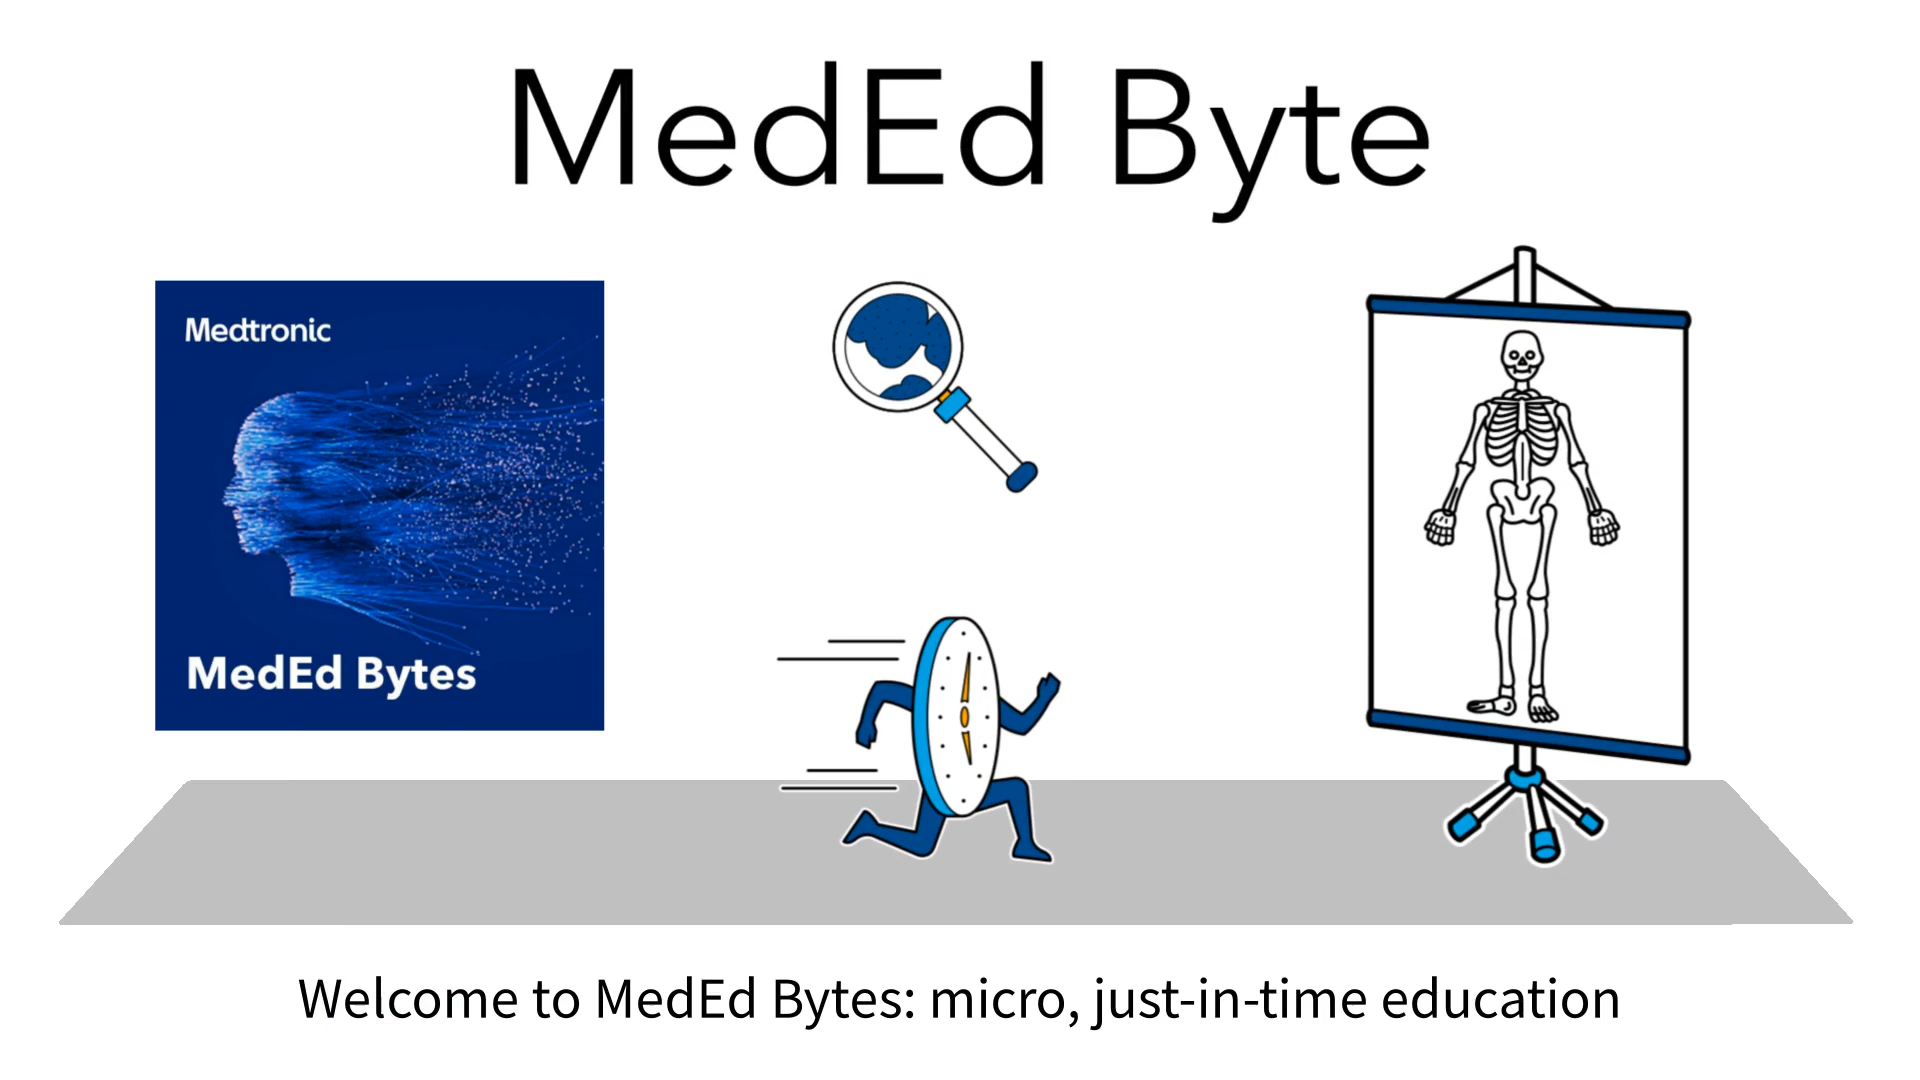 MedEd Byte
Medtronic
MedEd Bytes
Welcome to MedEd Bytes: micro, just-in-time education